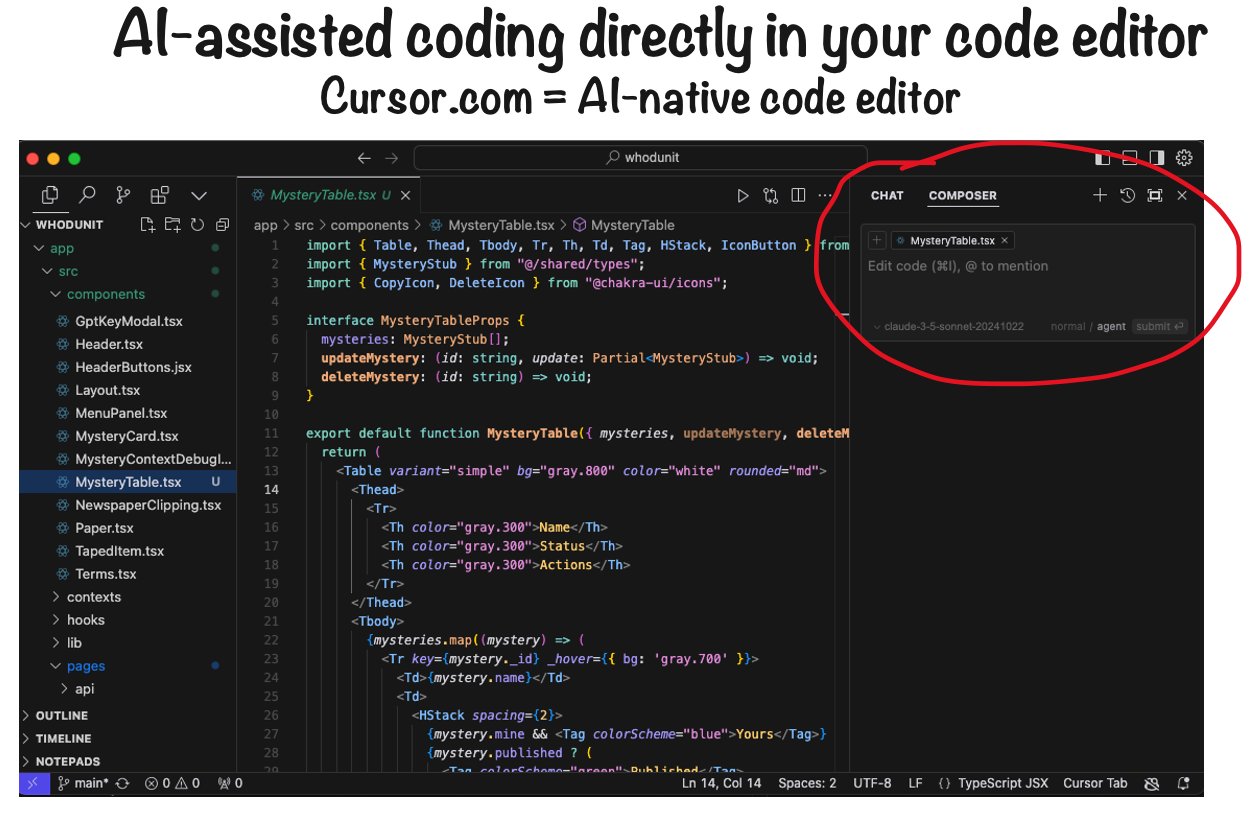 AI-assisted coding directly in your code editor
Cursor.com = AI-native code editor
whodunit
MysteryTable.tsx U
CHAT COMPOSER
WHODUNIT
app
src
components
GptKeyModal.tsx
Header.tsx
HeaderButtons.jsx
Layout.tsx
MenuPanel.tsx
MysteryCard.tsx
MysteryContextDebugI...
MysteryTable.tsx U
NewspaperClipping.tsx
Paper.tsx
TapedItem.tsx
Terms.tsx
contexts
hooks
lib
pages
api
OUTLINE
TIMELINE
NOTEPADS
app > src > components > MysteryTable.tsx > MysteryTable
1 import { Table, Thead, Tbody, Tr, Th, Td, Tag, HStack, IconButton } from
2 import { MysteryStub } from "@/shared/types";
3 import { CopyIcon, DeleteIcon } from "@chakra-ui/icons";
4
5 interface MysteryTableProps {
6 mysteries: MysteryStub[];
7 updateMystery: (id: string, update: Partial<MysteryStub>) => void;
8 deleteMystery: (id: string) => void;
9 }
10
11 export default function MysteryTable({ mysteries, updateMystery, deleteM
12 return (
13 <Table variant="simple" bg="gray.800" color="white" rounded="md">
14 <Thead>
15 <Tr>
16 <Th color="gray.300">Name</Th>
17 <Th color="gray.300">Status</Th>
18 <Th color="gray.300">Actions</Th>
19 </Tr>
20 </Thead>
21 <Tbody>
22 {mysteries.map((mystery) => (
23 <Tr key={mystery._id} _hover={{ bg: 'gray.700' }}>
24 <Td>{mystery.name}</Td>
25 <Td>
26 <HStack spacing={2}>
27 {mystery.mine && <Tag colorScheme="blue">Yours</Tag>}
28 {mystery.published ? (
29 <Tag colorScheme="green">Published</Tag>
MysteryTable.tsx
Edit code (⌘I), @ to mention
claude-3-5-sonnet-20241022 normal / agent submit
main* 0 0 0
Ln 14, Col 14 Spaces: 2 UTF-8 LF {} TypeScript JSX Cursor Tab